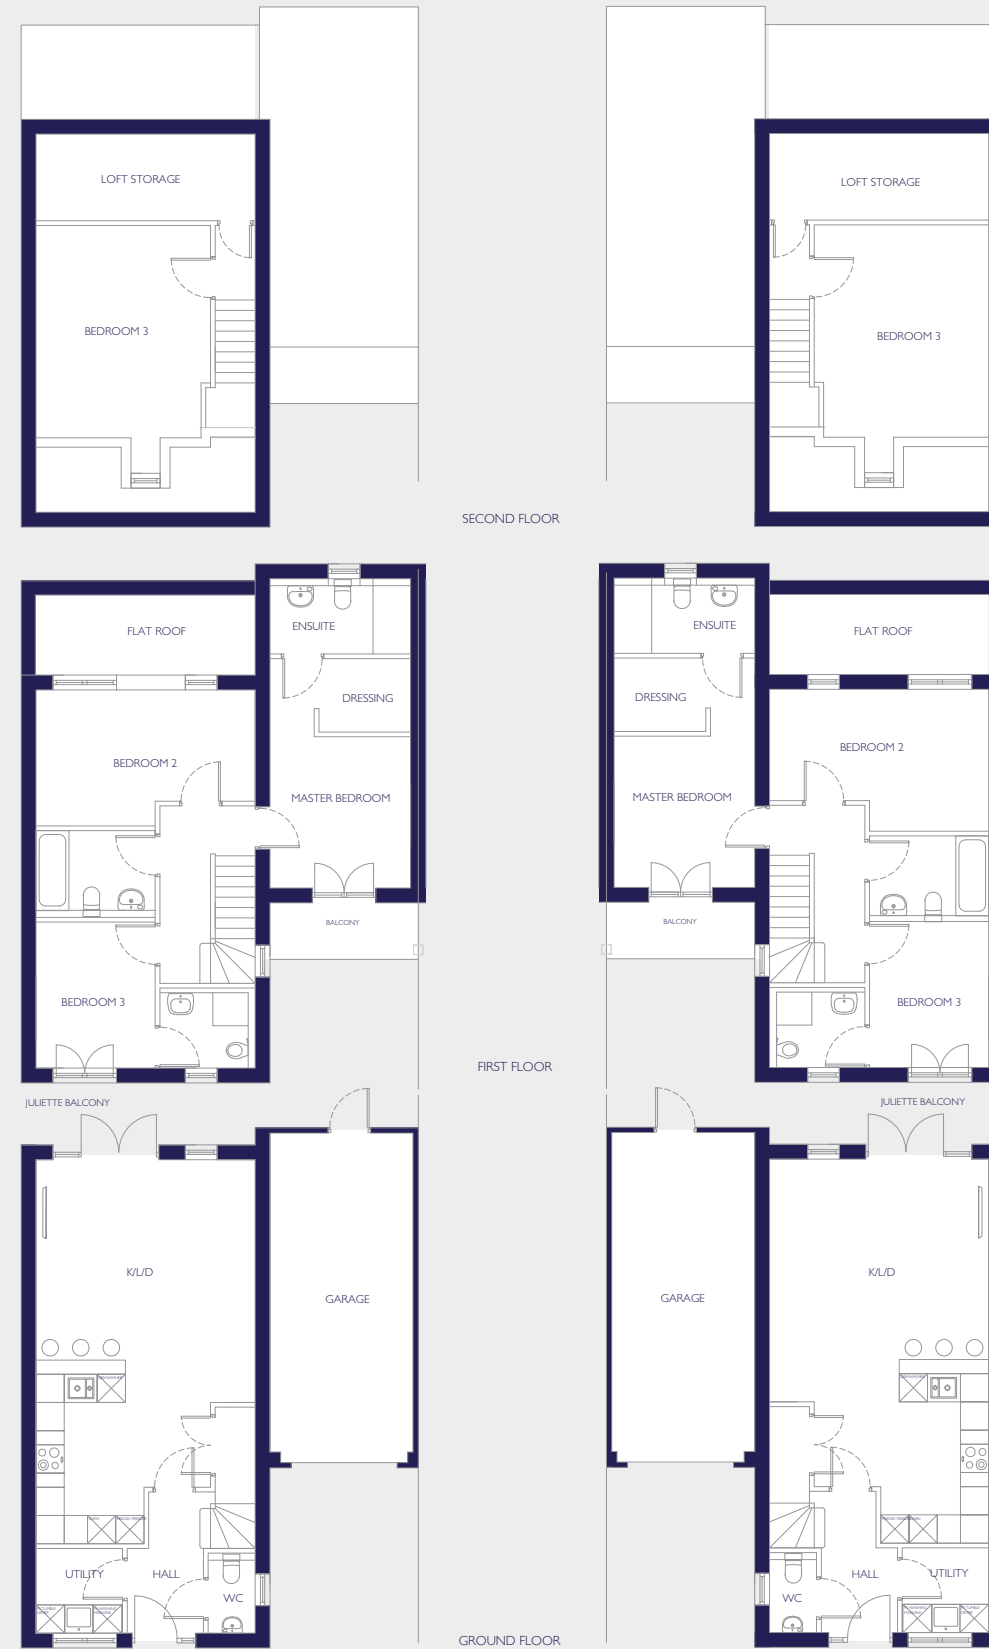 LOFT STORAGE
LOFT STORAGE
BEDROOM 3
BEDROOM 3
SECOND FLOOR
FLAT ROOF
ENSUITE
ENSUITE
FLAT ROOF
DRESSING
DRESSING
BEDROOM 2
MASTER BEDROOM
MASTER BEDROOM
BEDROOM 2
BALCONY
BALCONY
BEDROOM 3
BEDROOM 3
FIRST FLOOR
JULIETTE BALCONY
JULIETTE BALCONY
K/L/D
GARAGE
GARAGE
K/L/D
UTILITY
HALL
WC
WC
HALL
UTILITY
GROUND FLOOR